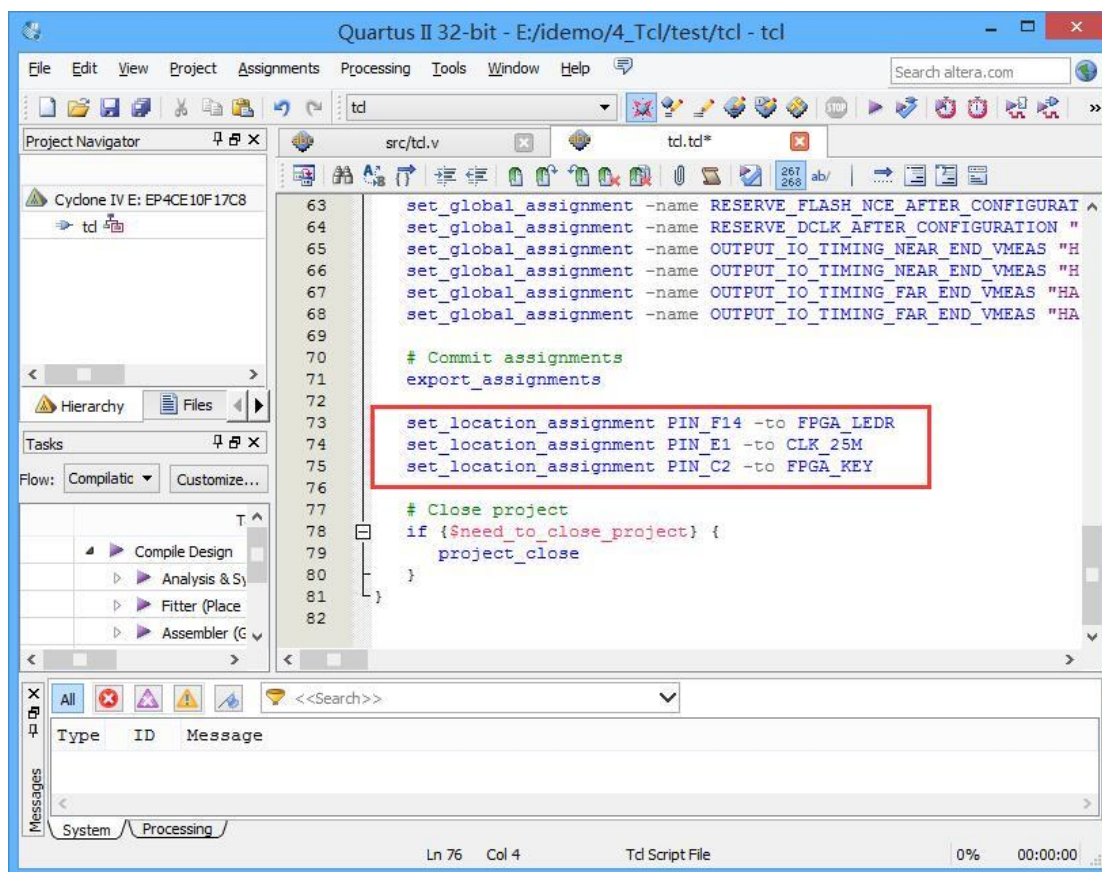 Quartus II 32-bit - E:/idemo/4_Tcl/test/tcl - tcl
File Edit View Project Assignments Processing Tools Window Help
Search altera.com
tcl
Project Navigator
Cyclone IV E: EP4CE10F17C8
tcl
Hierarchy Files
Tasks
Flow: Compilatic Customize...
T
Compile Design
Analysis & Sy
Fitter (Place
Assembler (G
src/tcl.v tcl.tcl*
267
268 ab/
63 set_global_assignment -name RESERVE_FLASH_NCE_AFTER_CONFIGURAT
64 set_global_assignment -name RESERVE_DCLK_AFTER_CONFIGURATION "
65 set_global_assignment -name OUTPUT_IO_TIMING_NEAR_END_VMEAS "H
66 set_global_assignment -name OUTPUT_IO_TIMING_NEAR_END_VMEAS "H
67 set_global_assignment -name OUTPUT_IO_TIMING_FAR_END_VMEAS "HA
68 set_global_assignment -name OUTPUT_IO_TIMING_FAR_END_VMEAS "HA
69
70 # Commit assignments
71 export_assignments
72
73 set_location_assignment PIN_F14 -to FPGA_LEDR
74 set_location_assignment PIN_E1 -to CLK_25M
75 set_location_assignment PIN_C2 -to FPGA_KEY
76
77 # Close project
78 if {$need_to_close_project} {
79 project_close
80 }
81 }
82
All <<Search>>
Type ID Message
Messages
System Processing
Ln 76 Col 4 Tcl Script File 0% 00:00:00